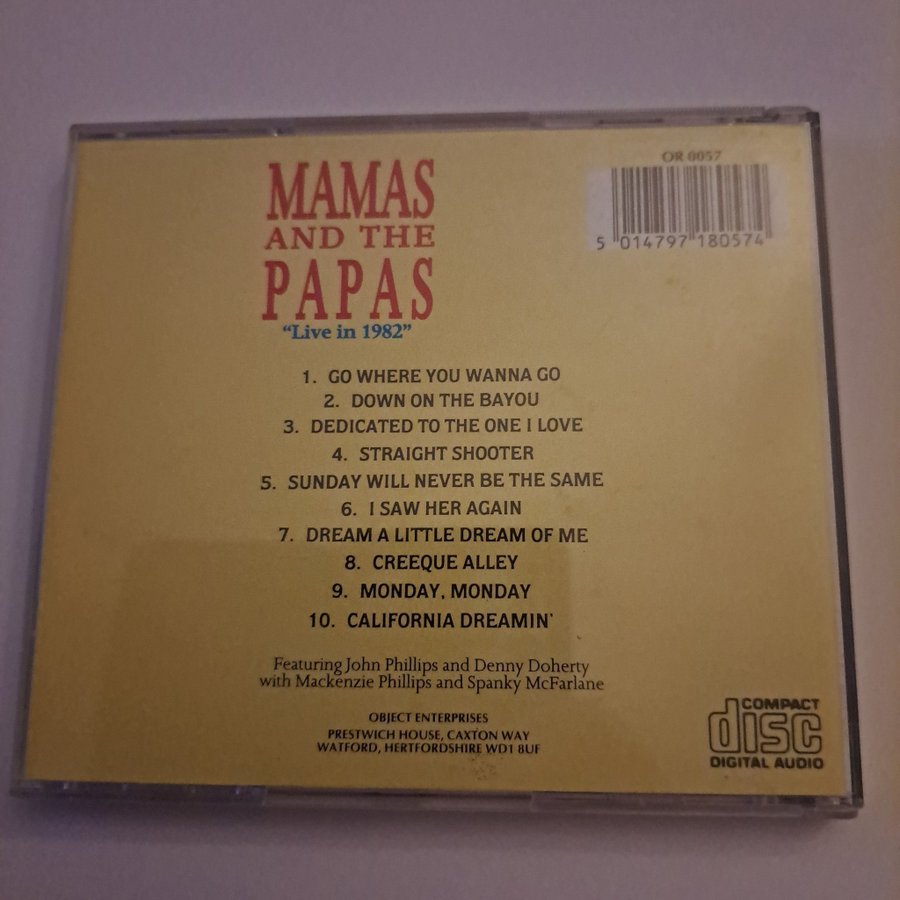 OR 0057
5 014797 180574
MAMAS
AND THE
PAPAS
“Live in 1982”
1. GO WHERE YOU WANNA GO
2. DOWN ON THE BAYOU
3. DEDICATED TO THE ONE I LOVE
4. STRAIGHT SHOOTER
5. SUNDAY WILL NEVER BE THE SAME
6. I SAW HER AGAIN
7. DREAM A LITTLE DREAM OF ME
8. CREEQUE ALLEY
9. MONDAY, MONDAY
10. CALIFORNIA DREAMIN'
Featuring John Phillips and Denny Doherty
with Mackenzie Phillips and Spanky McFarlane
OBJECT ENTERPRISES
PRESTWICH HOUSE, CAXTON WAY
WATFORD, HERTFORDSHIRE WD1 8UF
COMPACT
disc
DIGITAL AUDIO